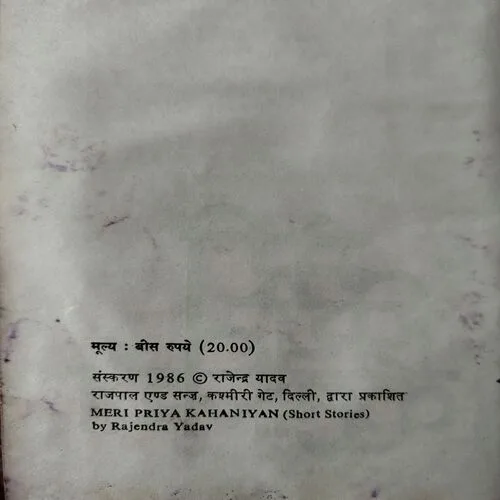 मूल्य : बीस रुपये (20.00)
संस्करण 1986 © राजेन्द्र यादव
राजपाल एण्ड सन्ज़, कश्मीरी गेट, दिल्ली, द्वारा प्रकाशित
MERI PRIYA KAHANIYAN (Short Stories)
by Rajendra Yadav